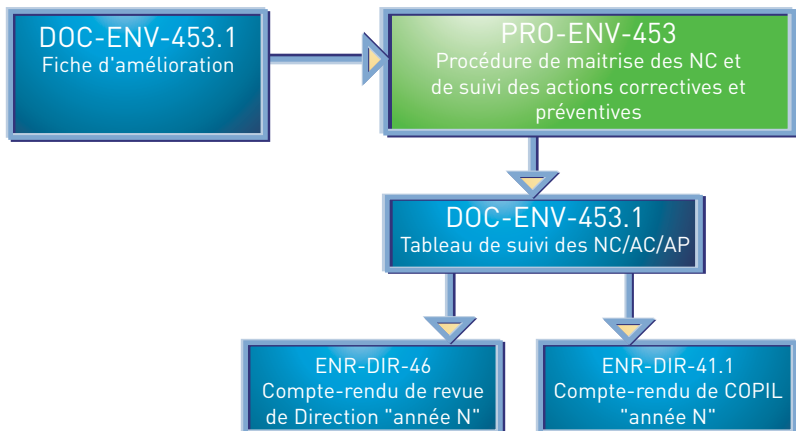 DOC-ENV-453.1
Fiche d'amélioration
PRO-ENV-453
Procédure de maitrise des NC et
de suivi des actions correctives et
préventives
DOC-ENV-453.1
Tableau de suivi des NC/AC/AP
ENR-DIR-46
Compte-rendu de revue
de Direction "année N"
ENR-DIR-41.1
Compte-rendu de COPIL
"année N"